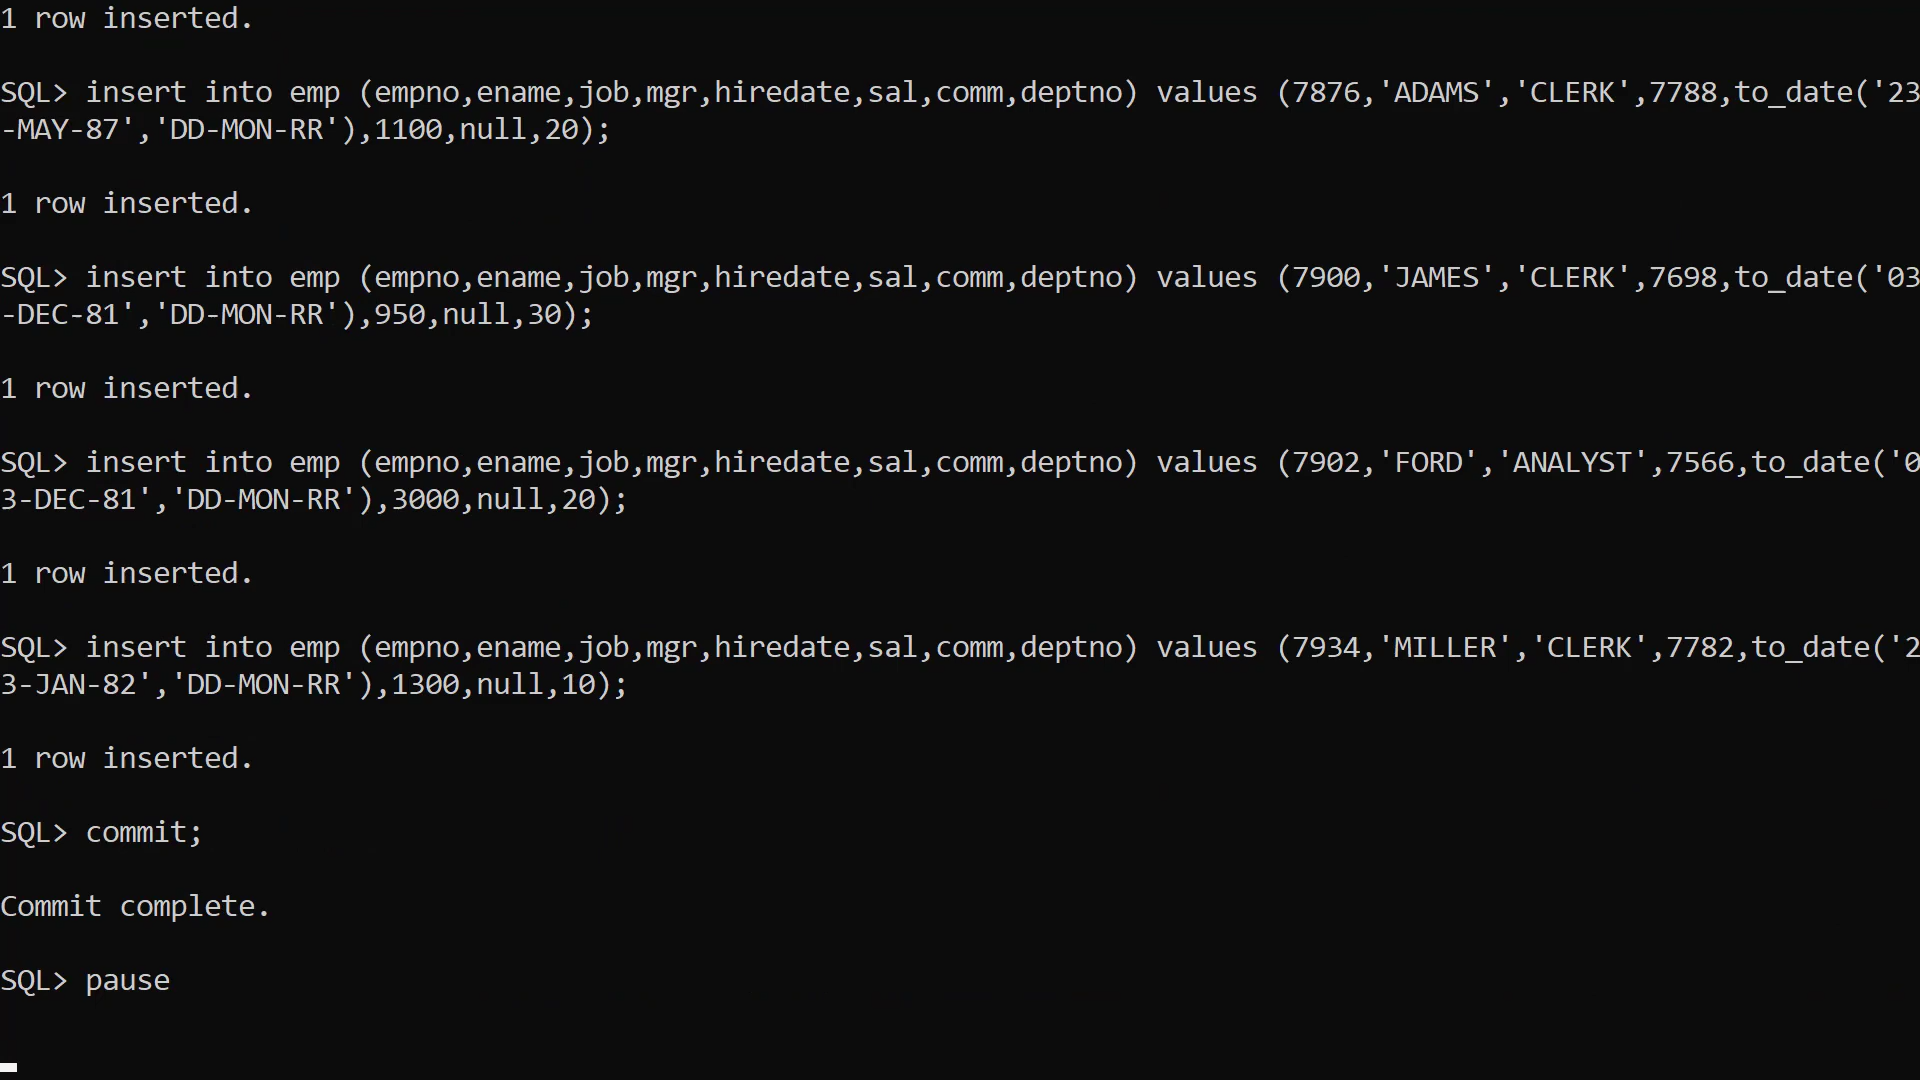 1 row inserted.
SQL> insert into emp (empno,ename,job,mgr,hiredate,sal,comm,deptno) values (7876,'ADAMS','CLERK',7788,to_date('23
-MAY-87','DD-MON-RR'),1100,null,20);
1 row inserted.
SQL> insert into emp (empno,ename,job,mgr,hiredate,sal,comm,deptno) values (7900,'JAMES','CLERK',7698,to_date('03
-DEC-81','DD-MON-RR'),950,null,30);
1 row inserted.
SQL> insert into emp (empno,ename,job,mgr,hiredate,sal,comm,deptno) values (7902,'FORD','ANALYST',7566,to_date('0
3-DEC-81','DD-MON-RR'),3000,null,20);
1 row inserted.
SQL> insert into emp (empno,ename,job,mgr,hiredate,sal,comm,deptno) values (7934,'MILLER','CLERK',7782,to_date('2
3-JAN-82','DD-MON-RR'),1300,null,10);
1 row inserted.
SQL> commit;
Commit complete.
SQL> pause